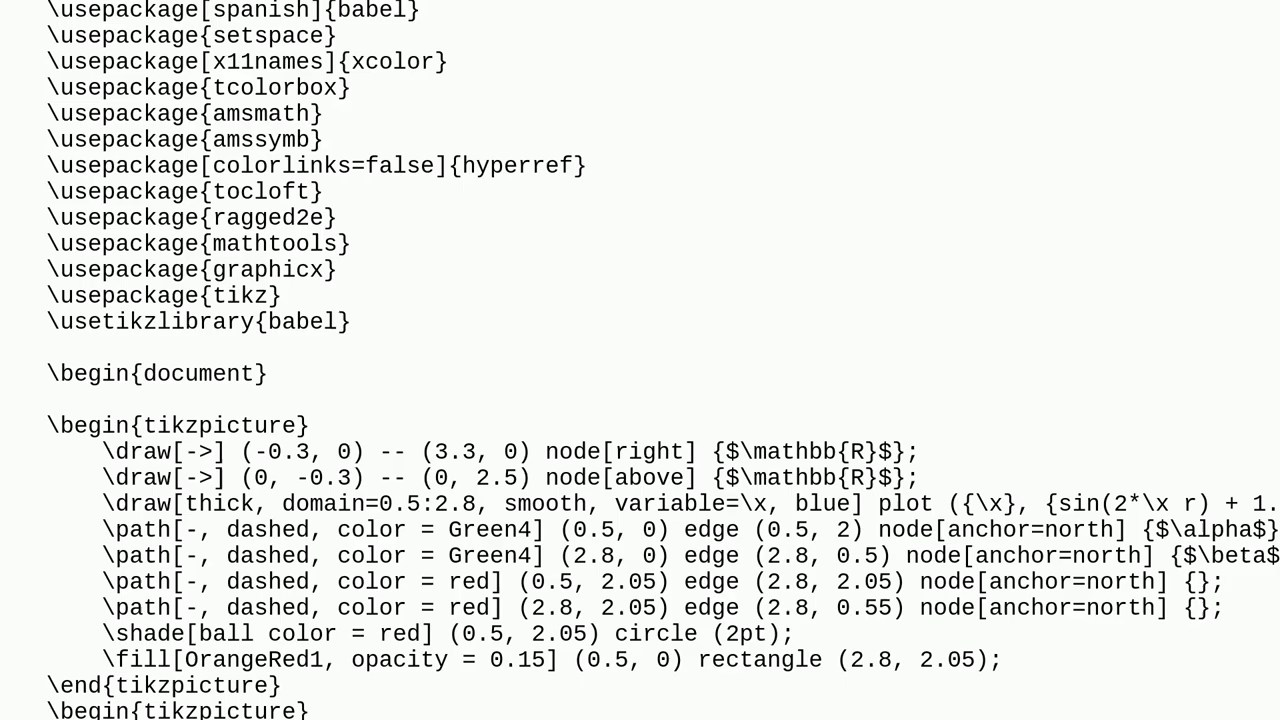 \usepackage[spanish]{babel}
\usepackage{setspace}
\usepackage[x11names]{xcolor}
\usepackage{tcolorbox}
\usepackage{amsmath}
\usepackage{amssymb}
\usepackage[colorlinks=false]{hyperref}
\usepackage{tocloft}
\usepackage{ragged2e}
\usepackage{mathtools}
\usepackage{graphicx}
\usepackage{tikz}
\usetikzlibrary{babel}
\begin{document}
\begin{tikzpicture}
\draw[->] (-0.3, 0) -- (3.3, 0) node[right] {$\mathbb{R}$};
\draw[->] (0, -0.3) -- (0, 2.5) node[above] {$\mathbb{R}$};
\draw[thick, domain=0.5:2.8, smooth, variable=\x, blue] plot ({\x}, {sin(2*\x r) + 1.
\path[-, dashed, color = Green4] (0.5, 0) edge (0.5, 2) node[anchor=north] {$\alpha$}
\path[-, dashed, color = Green4] (2.8, 0) edge (2.8, 0.5) node[anchor=north] {$\beta$
\path[-, dashed, color = red] (0.5, 2.05) edge (2.8, 2.05) node[anchor=north] {};
\path[-, dashed, color = red] (2.8, 2.05) edge (2.8, 0.55) node[anchor=north] {};
\shade[ball color = red] (0.5, 2.05) circle (2pt);
\fill[OrangeRed1, opacity = 0.15] (0.5, 0) rectangle (2.8, 2.05);
\end{tikzpicture}
\begin{tikzpicture}